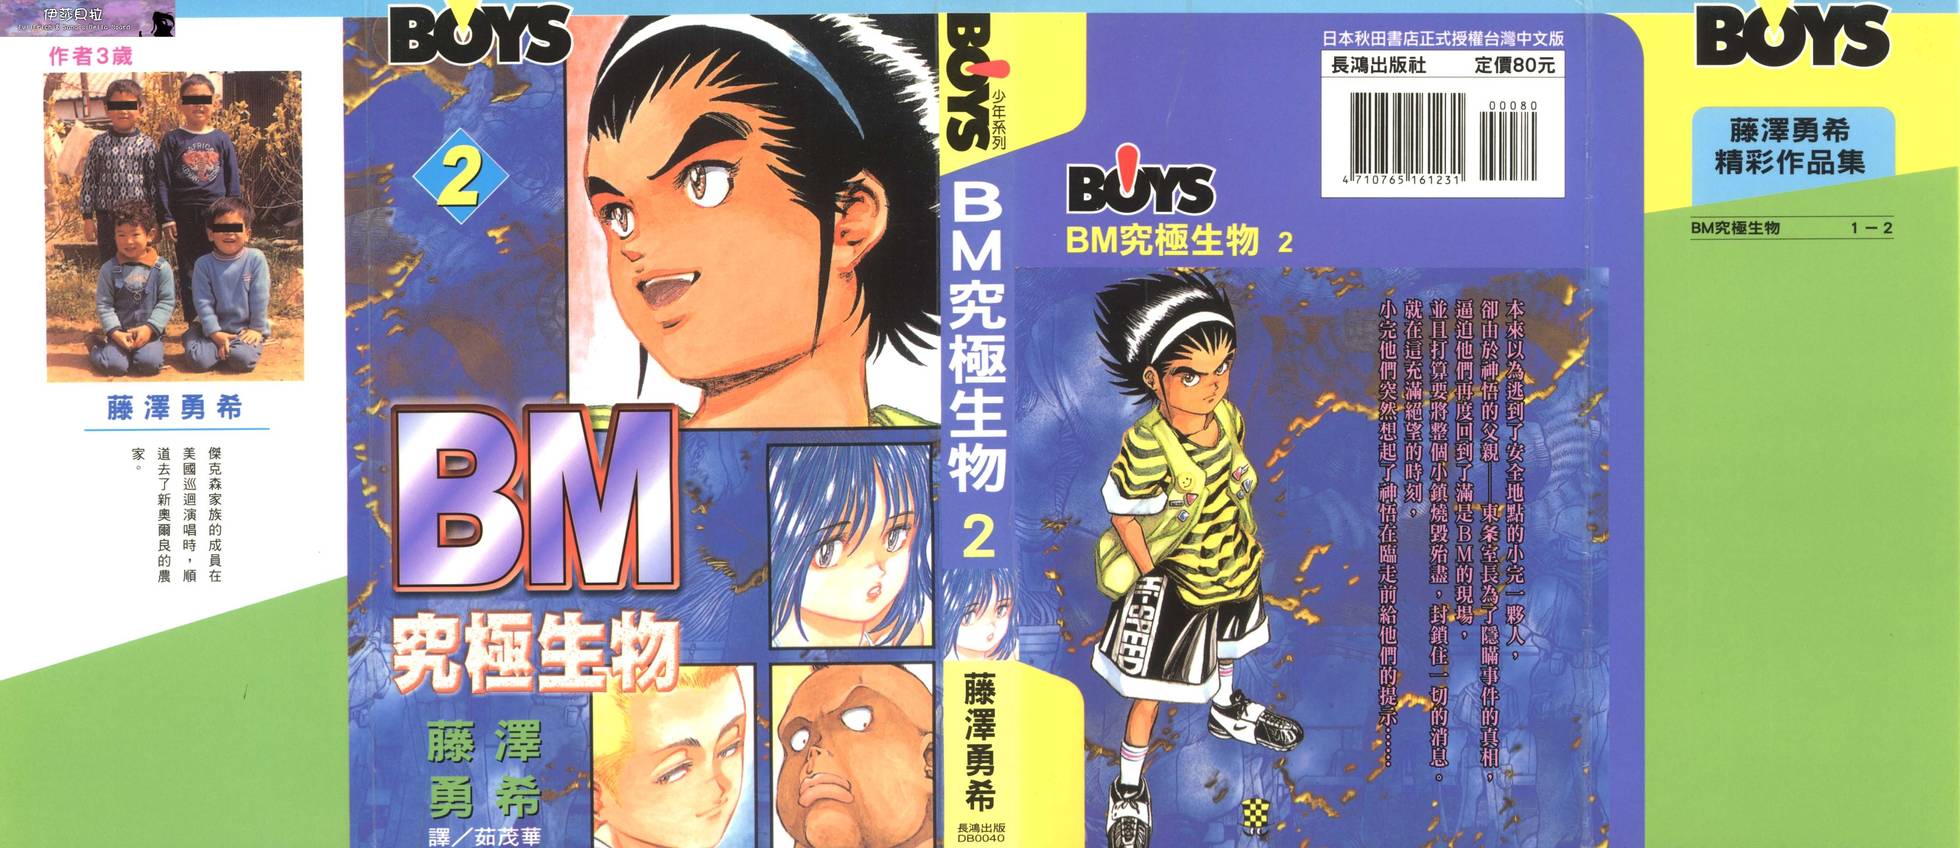 伊莎貝拉
作者3歲
藤澤勇希
傑克森家族的成員在
美國巡迴演唱時，順
道去了新奧爾良的農
家。
BOYS
2
BM
究極生物
藤澤
勇希
譯／茹茂華
BOYS
少年系列
BM究極生物
2
藤澤勇希
長鴻出版
DB0040
日本秋田書店正式授權台灣中文版
長鴻出版社 定價80元
00080
4 710765 161231
BOYS
BM究極生物 2
本來以為逃到了安全地點的小完一夥人，
卻由於神悟的父親——東条室長為了隱瞞事件的真相，
逼迫他們再度回到了滿是BM的現場，
並且打算要將整個小鎮燒毀殆盡，封鎖住一切的消息。
就在這充滿絕望的時刻，
小完他們突然想起了神悟在臨走前給他們的提示……
Hi-SPEED
BOYS
藤澤勇希
精彩作品集
BM究極生物 1－2